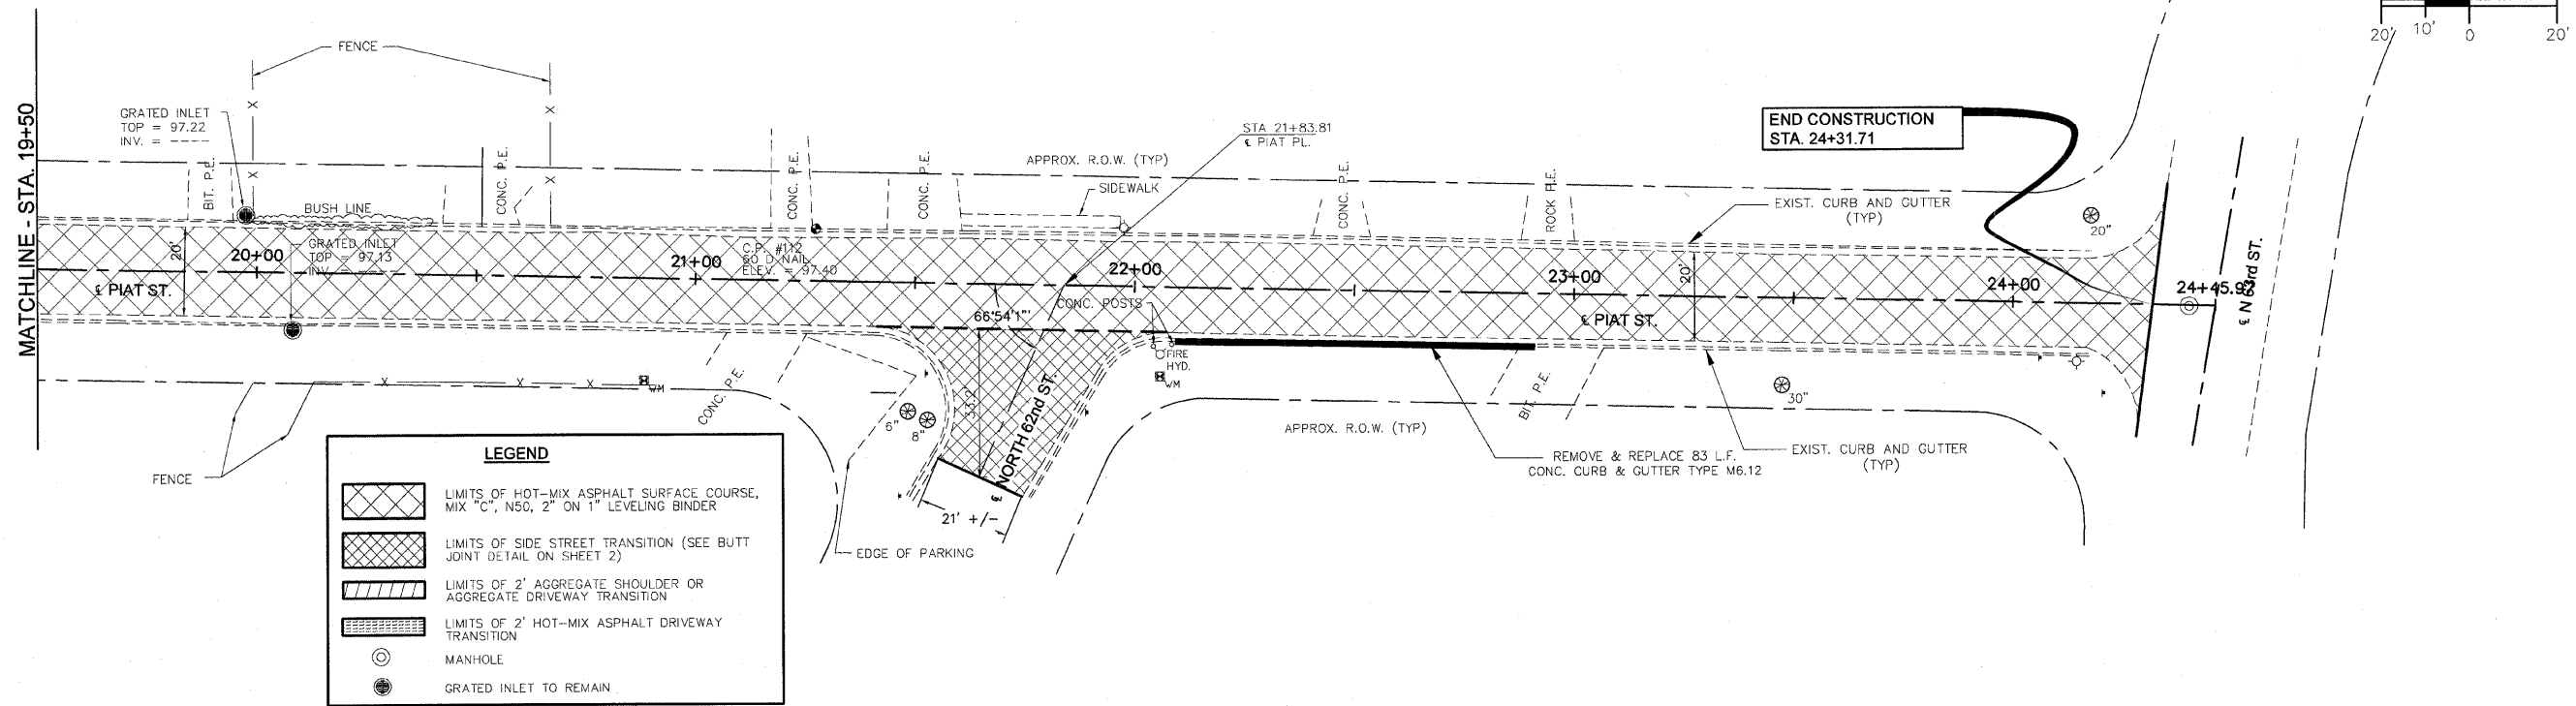 20' 10' 0 20'
MATCHLINE - STA. 19+50
FENCE
GRATED INLET
TOP = 97.22
INV. = ----
BIT. P.E.
CONC. P.E.
CONC. P.E.
CONC. P.E.
BUSH LINE
GRATED INLET
TOP = 97.13
INV. = ----
20'
20+00
℄ PIAT ST.
21+00
C.P. #112
60 D NAIL
ELEV. = 97.40
STA 21+83.81
℄ PIAT PL.
APPROX. R.O.W. (TYP)
SIDEWALK
CONC. P.E.
ROCK P.E.
22+00
CONC. POSTS
66°54'1"
23+00
20'
℄ PIAT ST.
END CONSTRUCTION
STA. 24+31.71
EXIST. CURB AND GUTTER
(TYP)
20"
24+00
℄ N 63rd ST.
FIRE
HYD.
WM
WM
CONC. P.E.
6"
8"
℄ NORTH 62nd ST.
21' +/-
EDGE OF PARKING
BIT. P.E.
30"
APPROX. R.O.W. (TYP)
REMOVE & REPLACE 83 L.F.
CONC. CURB & GUTTER TYPE M6.12
EXIST. CURB AND GUTTER
(TYP)
FENCE
LEGEND
LIMITS OF HOT-MIX ASPHALT SURFACE COURSE,
MIX "C", N50, 2" ON 1" LEVELING BINDER
LIMITS OF SIDE STREET TRANSITION (SEE BUTT
JOINT DETAIL ON SHEET 2)
LIMITS OF 2' AGGREGATE SHOULDER OR
AGGREGATE DRIVEWAY TRANSITION
LIMITS OF 2' HOT-MIX ASPHALT DRIVEWAY
TRANSITION
MANHOLE
GRATED INLET TO REMAIN